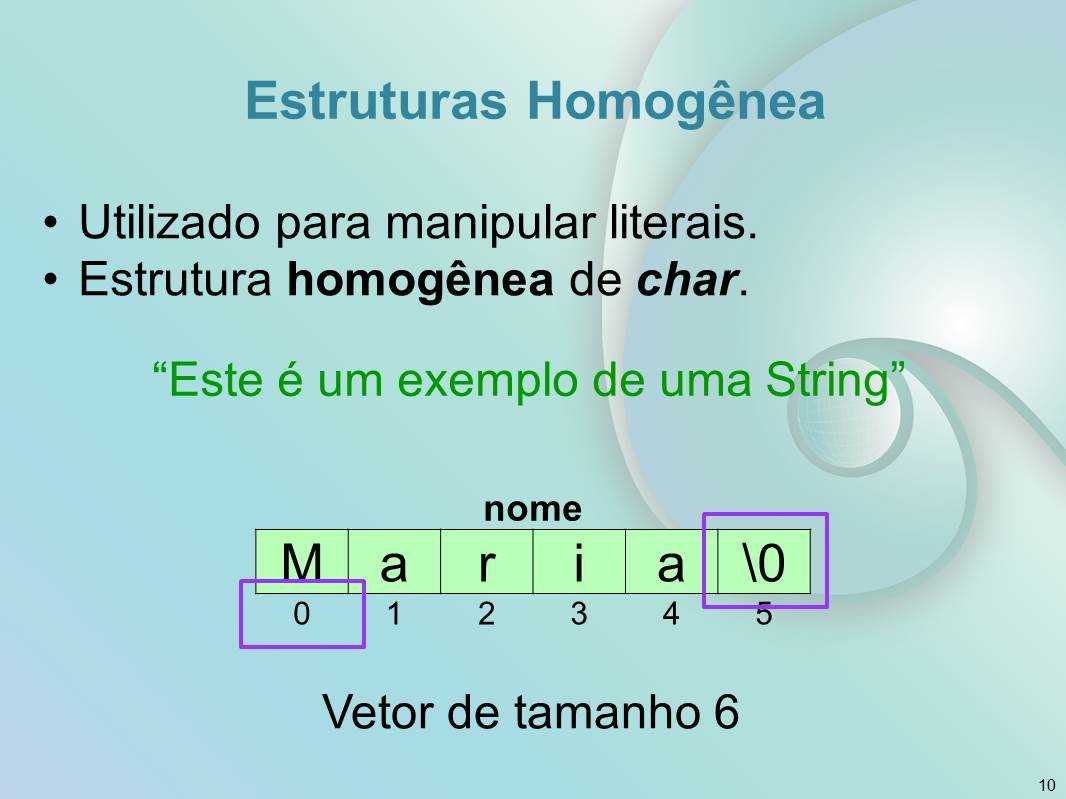 Estruturas Homogênea
• Utilizado para manipular literais.
• Estrutura homogênea de char.
“Este é um exemplo de uma String”
nome
M a r i a \0
0 1 2 3 4 5
Vetor de tamanho 6
10